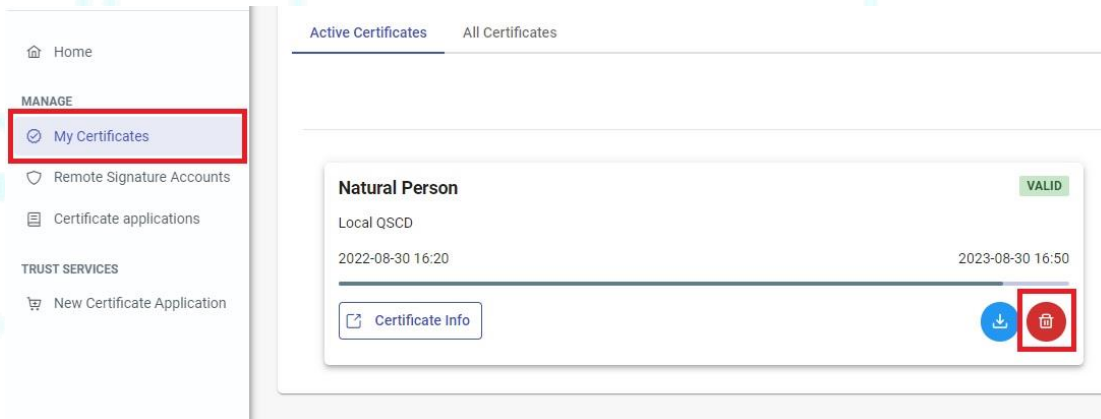 Home
MANAGE
My Certificates
Remote Signature Accounts
Certificate applications
TRUST SERVICES
New Certificate Application
Active Certificates All Certificates
Natural Person VALID
Local QSCD
2022-08-30 16:20 2023-08-30 16:50
Certificate Info